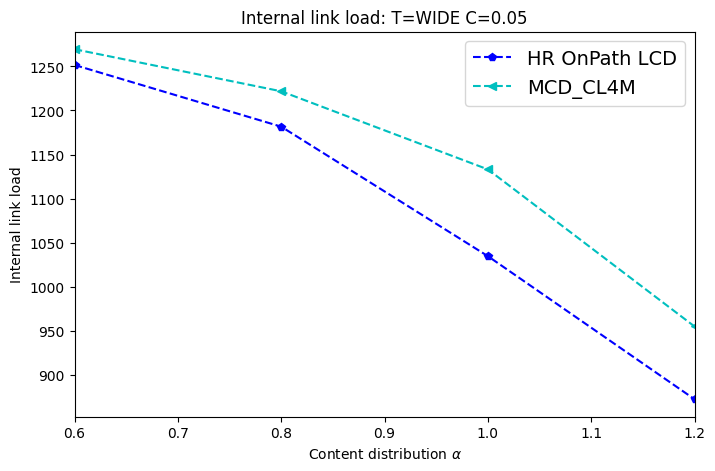 Internal link load: T=WIDE C=0.05
HR OnPath LCD
MCD_CL4M
1250
1200
1150
1100
1050
1000
950
900
Internal link load
0.6 0.7 0.8 0.9 1.0 1.1 1.2
Content distribution α